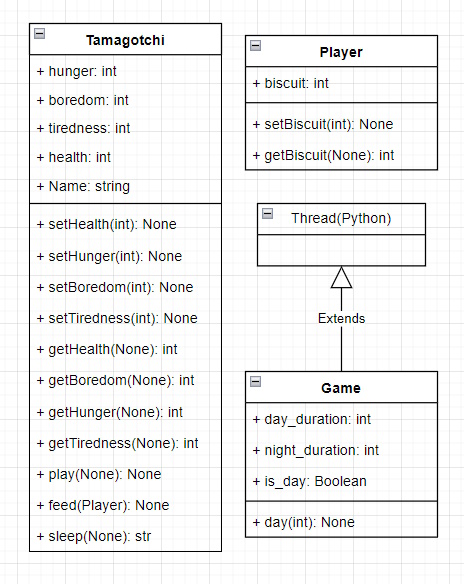 Tamagotchi
+ hunger: int
+ boredom: int
+ tiredness: int
+ health: int
+ Name: string
+ setHealth(int): None
+ setHunger(int): None
+ setBoredom(int): None
+ setTiredness(int): None
+ getHealth(None): int
+ getBoredom(None): int
+ getHunger(None): int
+ getTiredness(None): int
+ play(None): None
+ feed(Player): None
+ sleep(None): str
Player
+ biscuit: int
+ setBiscuit(int): None
+ getBiscuit(None): int
Thread(Python)
Extends
Game
+ day_duration: int
+ night_duration: int
+ is_day: Boolean
+ day(int): None